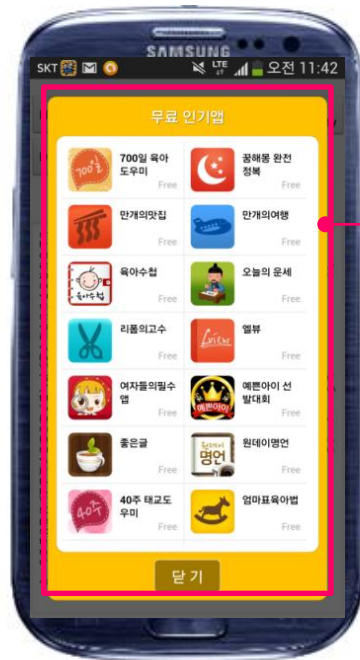 SAMSUNG
SKT LTE 오전 11:42
무료 인기앱
700일
700일 육아
도우미
Free
꿈해몽 완전
정복
Free
만개의맛집
Free
만개의여행
Free
육아수첩
육아수첩
Free
오늘의 운세
Free
리폼의고수
Free
Lview
엘뷰
Free
여자들의필수
앱
Free
예쁜아이
예쁜아이 선
발대회
Free
좋은글
Free
원데이
명언
원데이명언
Free
40주
40주 태교도
우미
Free
엄마표육아법
Free
닫기